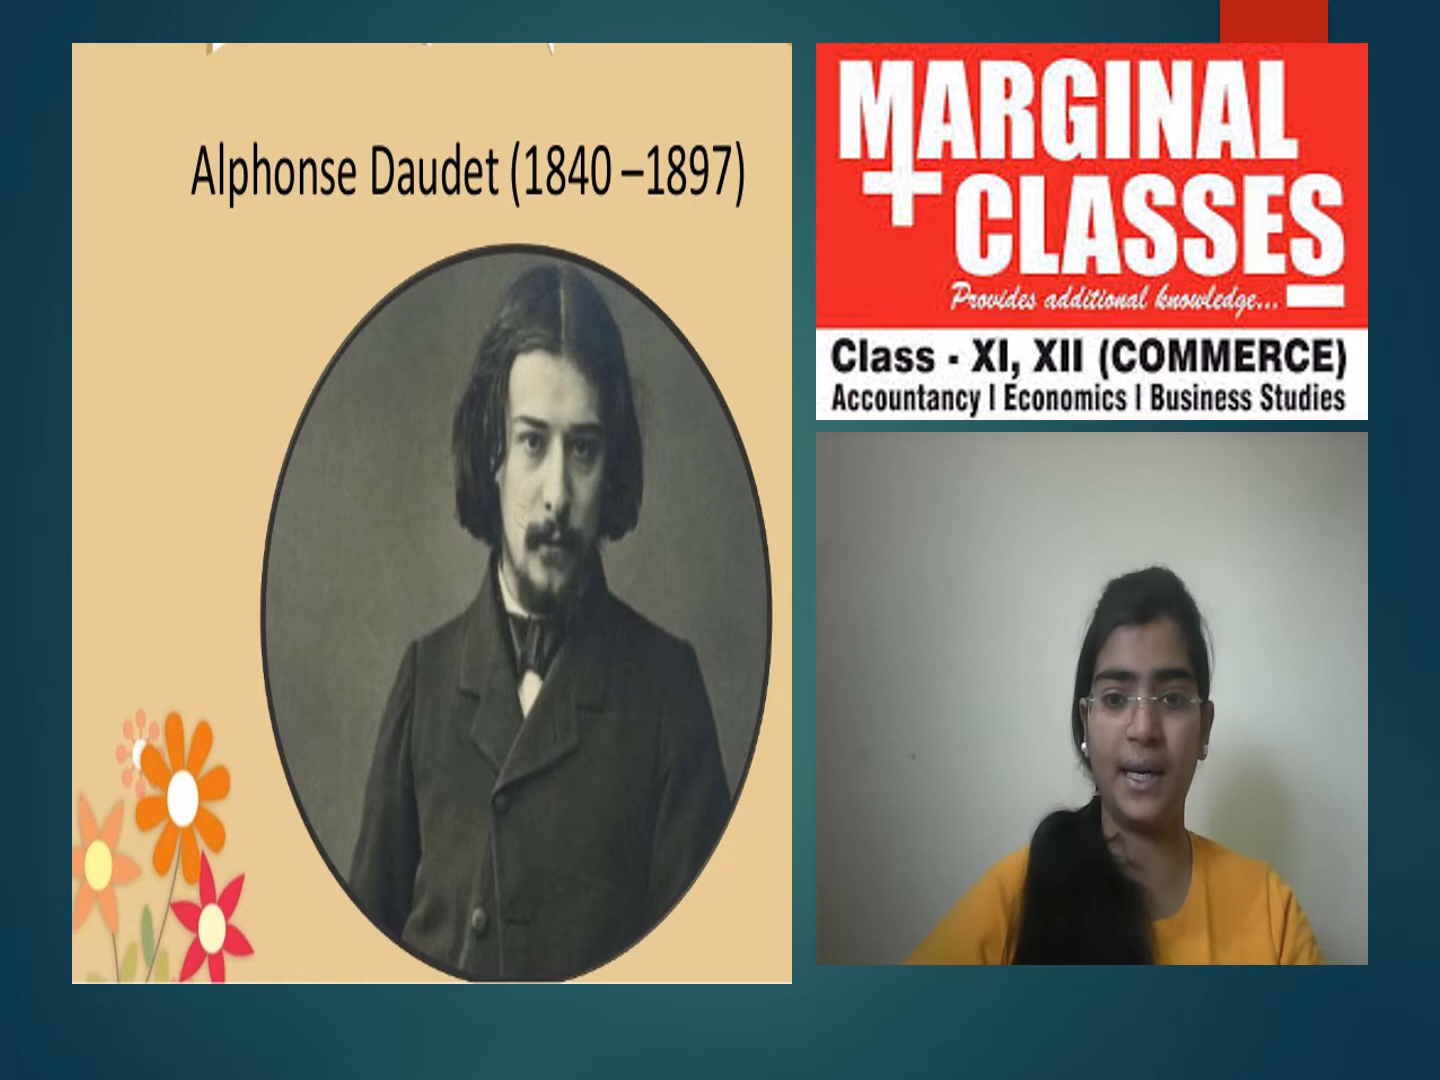 Alphonse Daudet (1840 –1897)
MARGINAL
CLASSES
Provides additional knowledge...
Class - XI, XII (COMMERCE)
Accountancy I Economics I Business Studies